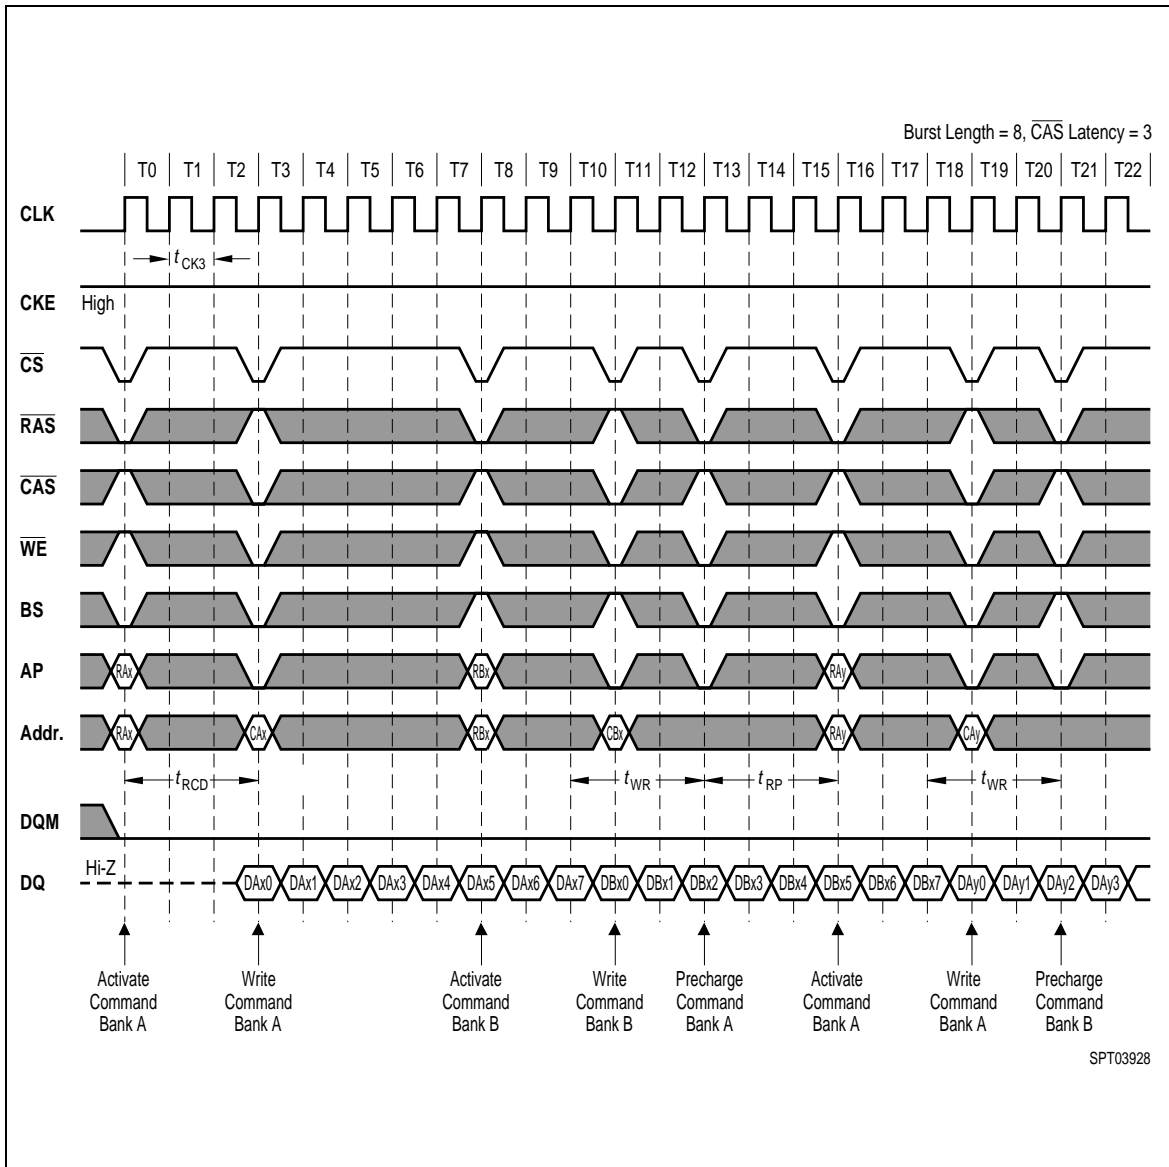 Burst Length = 8, CAS Latency = 3
T0 T1 T2 T3 T4 T5 T6 T7 T8 T9 T10 T11 T12 T13 T14 T15 T16 T17 T18 T19 T20 T21 T22
CLK
t CK3
CKE High
CS
RAS
CAS
WE
BS
AP RAx RBx RAy
Addr. RAx CAx RBx CBx RAy CAy
t RCD t WR t RP t WR
DQM
Hi-Z
DQ DAx0 DAx1 DAx2 DAx3 DAx4 DAx5 DAx6 DAx7 DBx0 DBx1 DBx2 DBx3 DBx4 DBx5 DBx6 DBx7 DAy0 DAy1 DAy2 DAy3
Activate Write Activate Write Precharge Activate Write Precharge
Command Command Command Command Command Command Command Command
Bank A Bank A Bank B Bank B Bank A Bank A Bank A Bank B
SPT03928